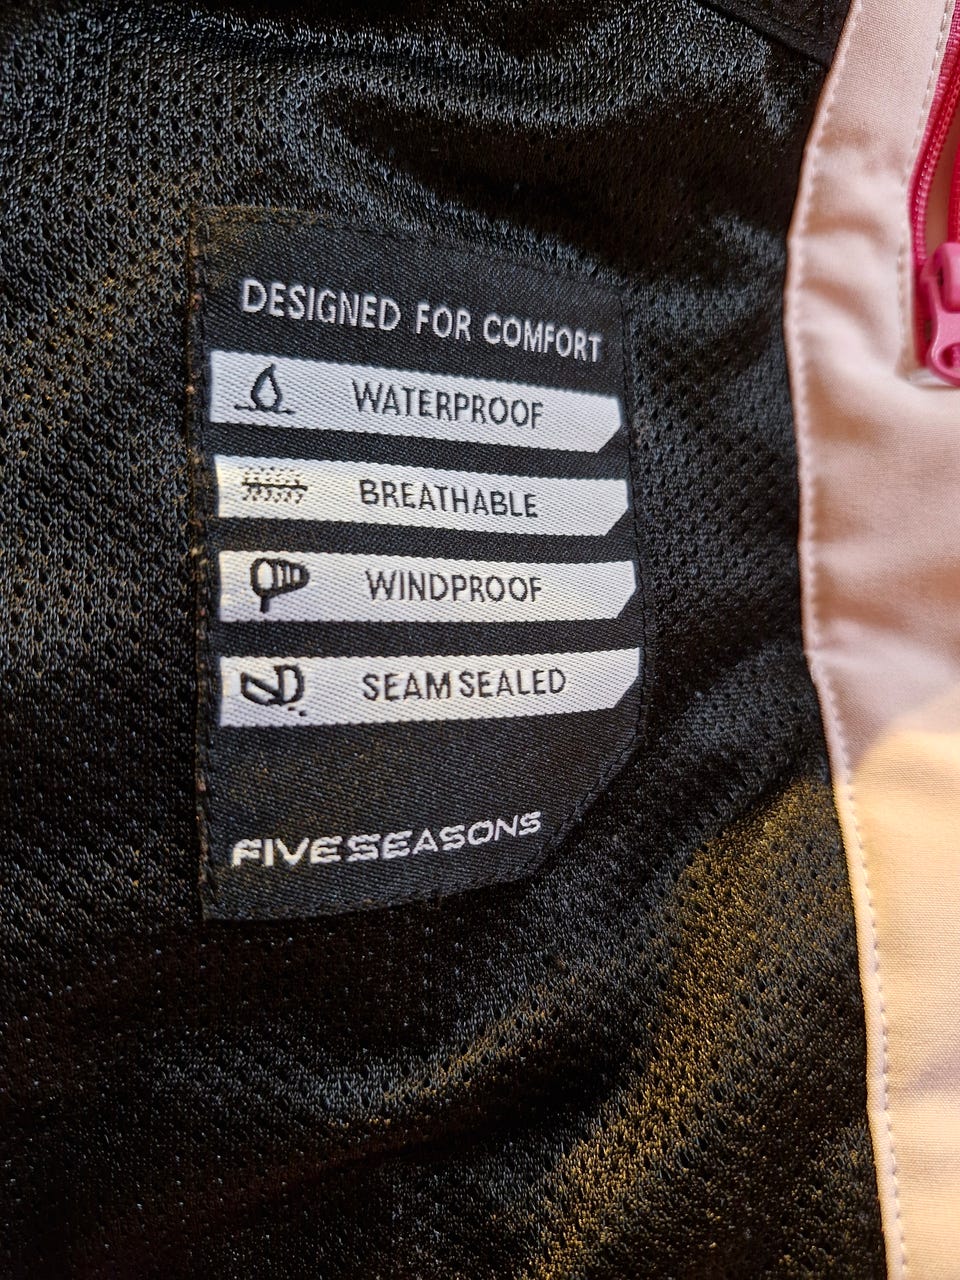 DESIGNED FOR COMFORT
WATERPROOF
BREATHABLE
WINDPROOF
SEAM SEALED
FIVESEASONS